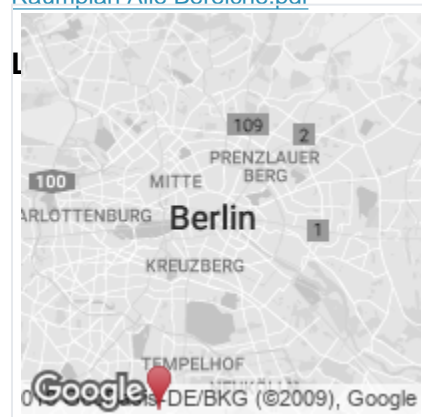 Raumplan Alle Bereiche.pdf
L
109
2
PRENZLAUER
BERG
100
MITTE
ARLOTTENBURG
Berlin
1
KREUZBERG
TEMPELHOF
Google
-DE/BKG (©2009), Google